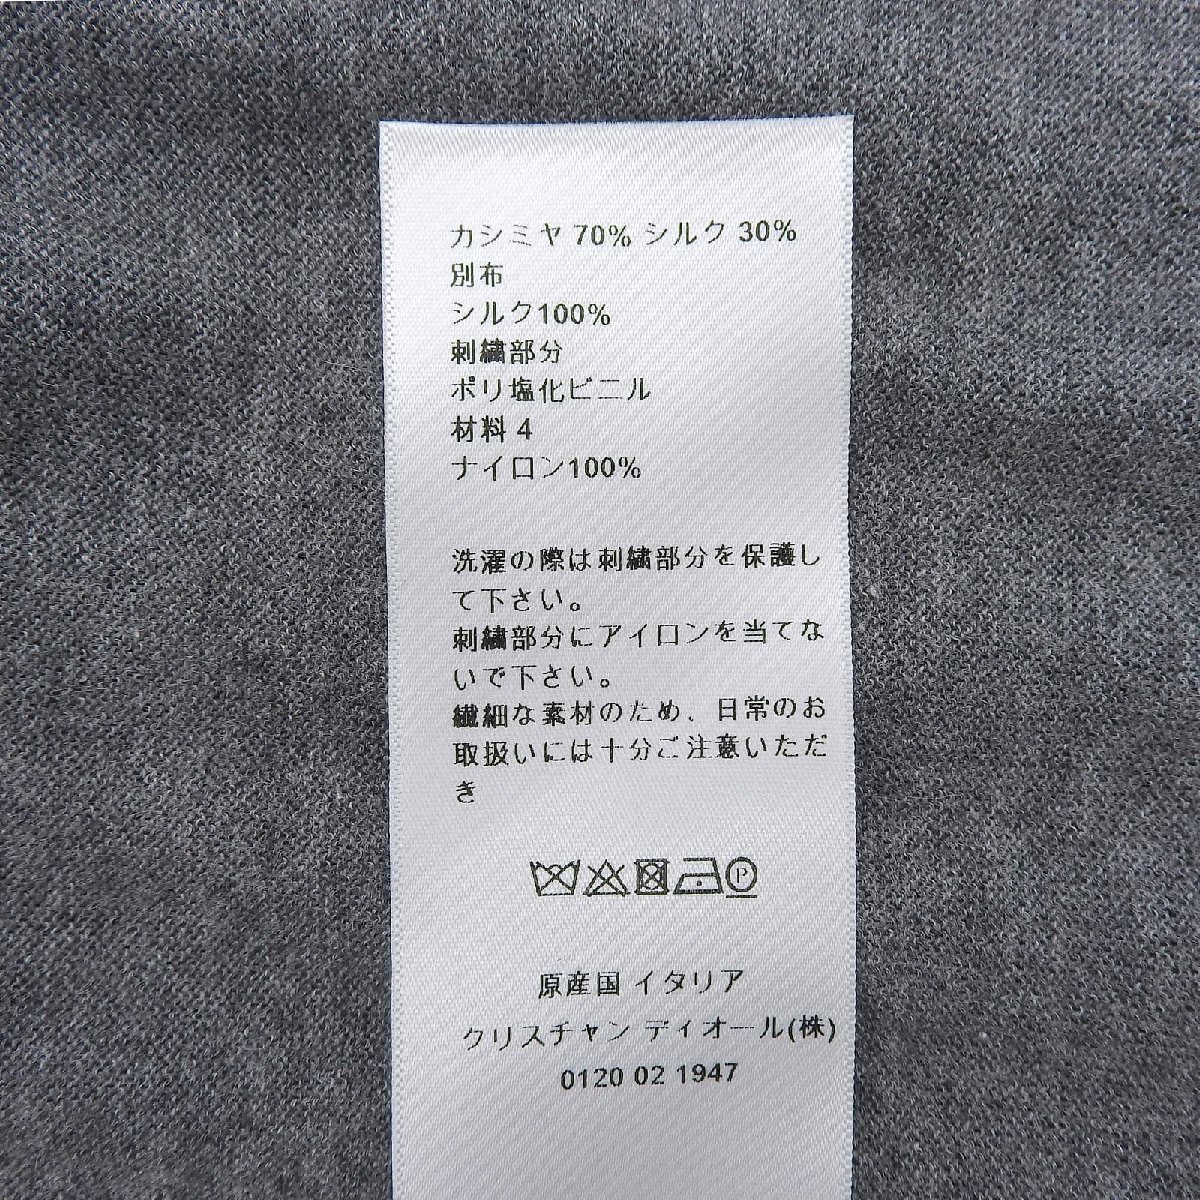 カシミヤ 70% シルク 30%
別布
シルク100%
刺繍部分
ポリ塩化ビニル
材料 4
ナイロン100%
洗濯の際は刺繍部分を保護し
て下さい。
刺繍部分にアイロンを当てな
いで下さい。
繊細な素材のため、日常のお
取扱いには十分ご注意いただ
き
P
原産国 イタリア
クリスチャン ディオール(株)
0120 02 1947